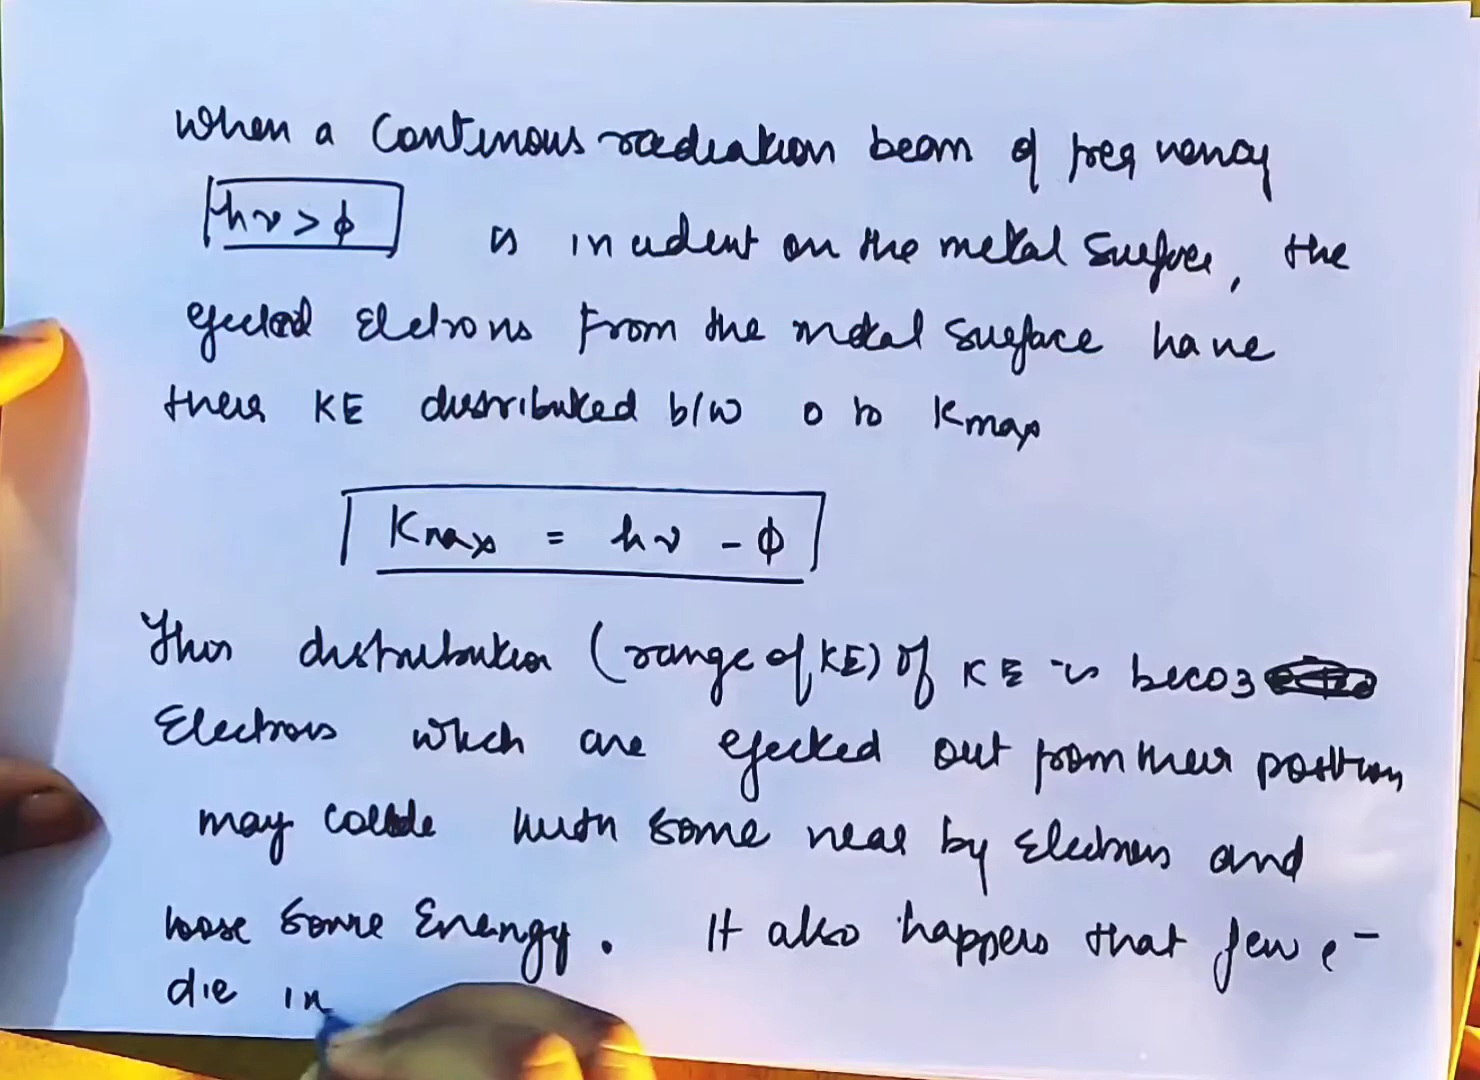 When a Continous radiation beam of frequency
hν > ϕ is incident on the metal surface, the
ejected Eletrons from the metal surface have
their KE distributed b/w 0 to Kmax
Kmax = hν - ϕ
This distribution (range of KE) of KE is becoz
Electrons which are ejected out from their position
may collide with some near by Electrons and
loose some Energy. It also happens that few e⁻
die in